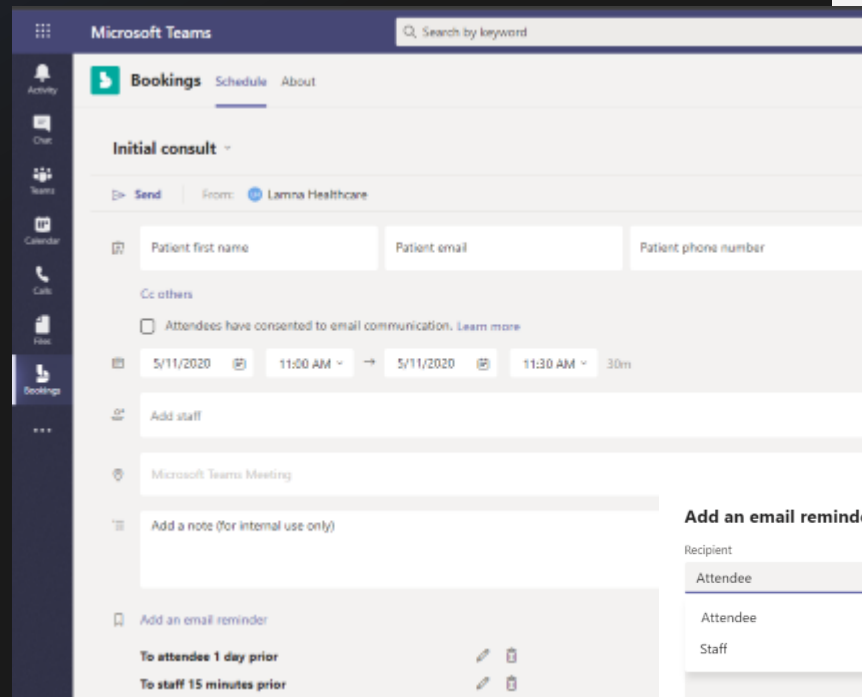 Microsoft Teams
Search by keyword
Activity
Chat
Teams
Calendar
Calls
Files
Bookings
Bookings Schedule About
Initial consult
Send From: Lamna Healthcare
Patient first name Patient email Patient phone number
Cc others
Attendees have consented to email communication. Learn more
5/11/2020 11:00 AM → 5/11/2020 11:30 AM 30m
Add staff
Microsoft Teams Meeting
Add a note (for internal use only)
Add an email reminder
To attendee 1 day prior
To staff 15 minutes prior
Add an email reminde
Recipient
Attendee
Attendee
Staff